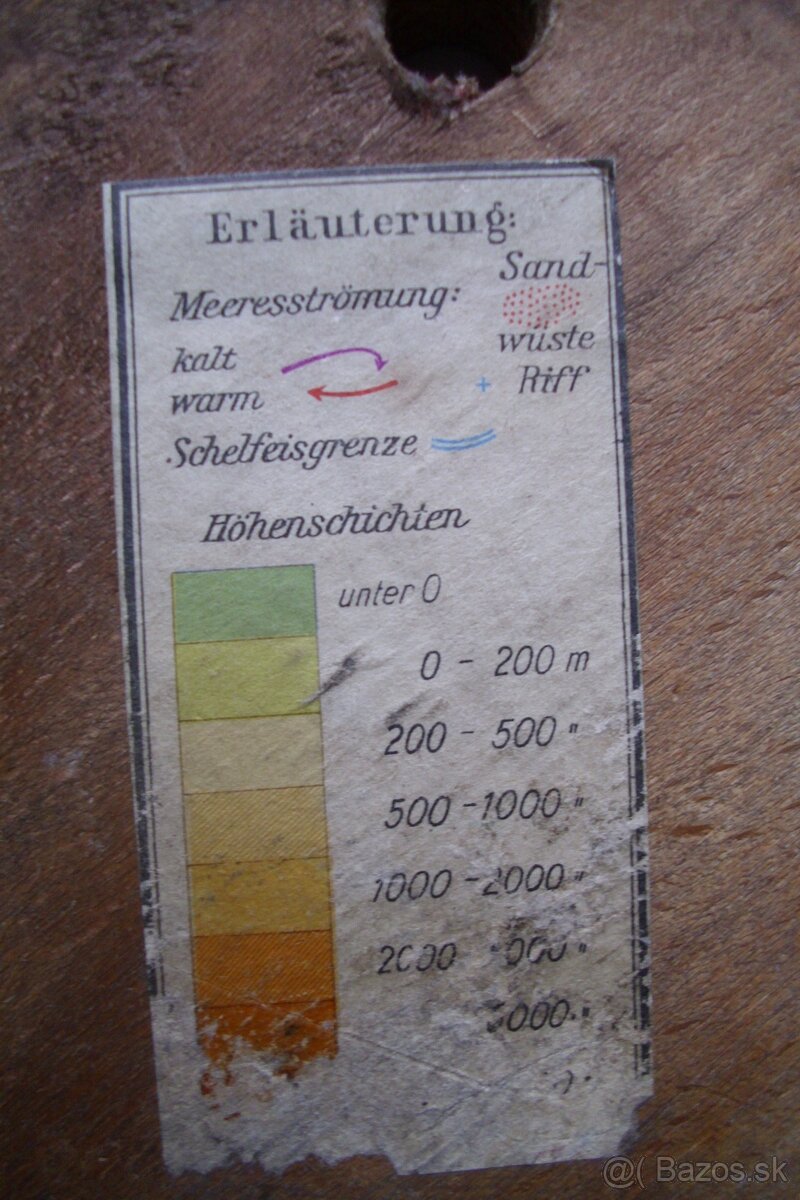 Erläuterung:
Meeresströmung:
kalt
warm
Sand-
wüste
Riff
Schelfeisgrenze
Höhenschichten
unter 0
0 - 200 m
200 - 500 "
500 - 1000 "
1000 - 2000 "
@( Bazos.sk